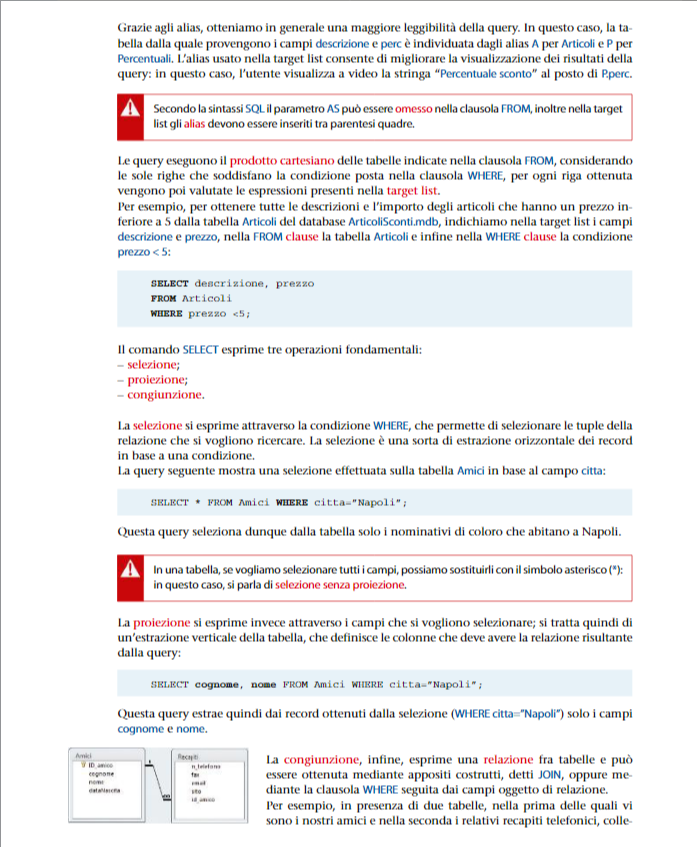 Grazie agli alias, otteniamo in generale una maggiore leggibilità della query. In questo caso, la ta-
bella dalla quale provengono i campi descrizione e perc è individuata dagli alias A per Articoli e P per
Percentuali. L'alias usato nella target list consente di migliorare la visualizzazione dei risultati della
query: in questo caso, l'utente visualizza a video la stringa "Percentuale sconto" al posto di P.perc.
Secondo la sintassi SQL il parametro AS può essere omesso nella clausola FROM, inoltre nella target
list gli alias devono essere inseriti tra parentesi quadre.
Le query eseguono il prodotto cartesiano delle tabelle indicate nella clausola FROM, considerando
le sole righe che soddisfano la condizione posta nella clausola WHERE, per ogni riga ottenuta
vengono poi valutate le espressioni presenti nella target list.
Per esempio, per ottenere tutte le descrizioni e l'importo degli articoli che hanno un prezzo in-
feriore a 5 dalla tabella Articoli del database ArticoliSconti.mdb, indichiamo nella target list i campi
descrizione e prezzo, nella FROM clause la tabella Articoli e infine nella WHERE clause la condizione
prezzo < 5:
SELECT descrizione, prezzo
FROM Articoli
WHERE prezzo <5;
Il comando SELECT esprime tre operazioni fondamentali:
– selezione;
– proiezione;
– congiunzione.
La selezione si esprime attraverso la condizione WHERE, che permette di selezionare le tuple della
relazione che si vogliono ricercare. La selezione è una sorta di estrazione orizzontale dei record
in base a una condizione.
La query seguente mostra una selezione effettuata sulla tabella Amici in base al campo citta:
SELECT * FROM Amici WHERE citta="Napoli";
Questa query seleziona dunque dalla tabella solo i nominativi di coloro che abitano a Napoli.
In una tabella, se vogliamo selezionare tutti i campi, possiamo sostituirli con il simbolo asterisco (*):
in questo caso, si parla di selezione senza proiezione.
La proiezione si esprime invece attraverso i campi che si vogliono selezionare; si tratta quindi di
un'estrazione verticale della tabella, che definisce le colonne che deve avere la relazione risultante
dalla query:
SELECT cognome, nome FROM Amici WHERE citta="Napoli";
Questa query estrae quindi dai record ottenuti dalla selezione (WHERE citta="Napoli") solo i campi
cognome e nome.
Amici
ID_amico
cognome
nome
dataNascita
Recapiti
n_telefono
fax
email
sito
id_amico
La congiunzione, infine, esprime una relazione fra tabelle e può
essere ottenuta mediante appositi costrutti, detti JOIN, oppure me-
diante la clausola WHERE seguita dai campi oggetto di relazione.
Per esempio, in presenza di due tabelle, nella prima delle quali vi
sono i nostri amici e nella seconda i relativi recapiti telefonici, colle-